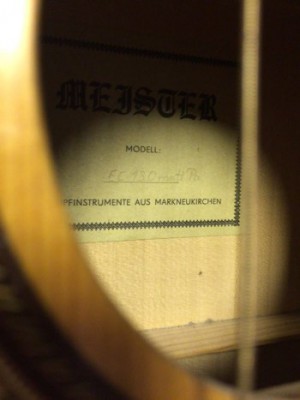 MEISTER
MODELL:
PFINSTRUMENTE AUS MARKNEUKIRCHEN